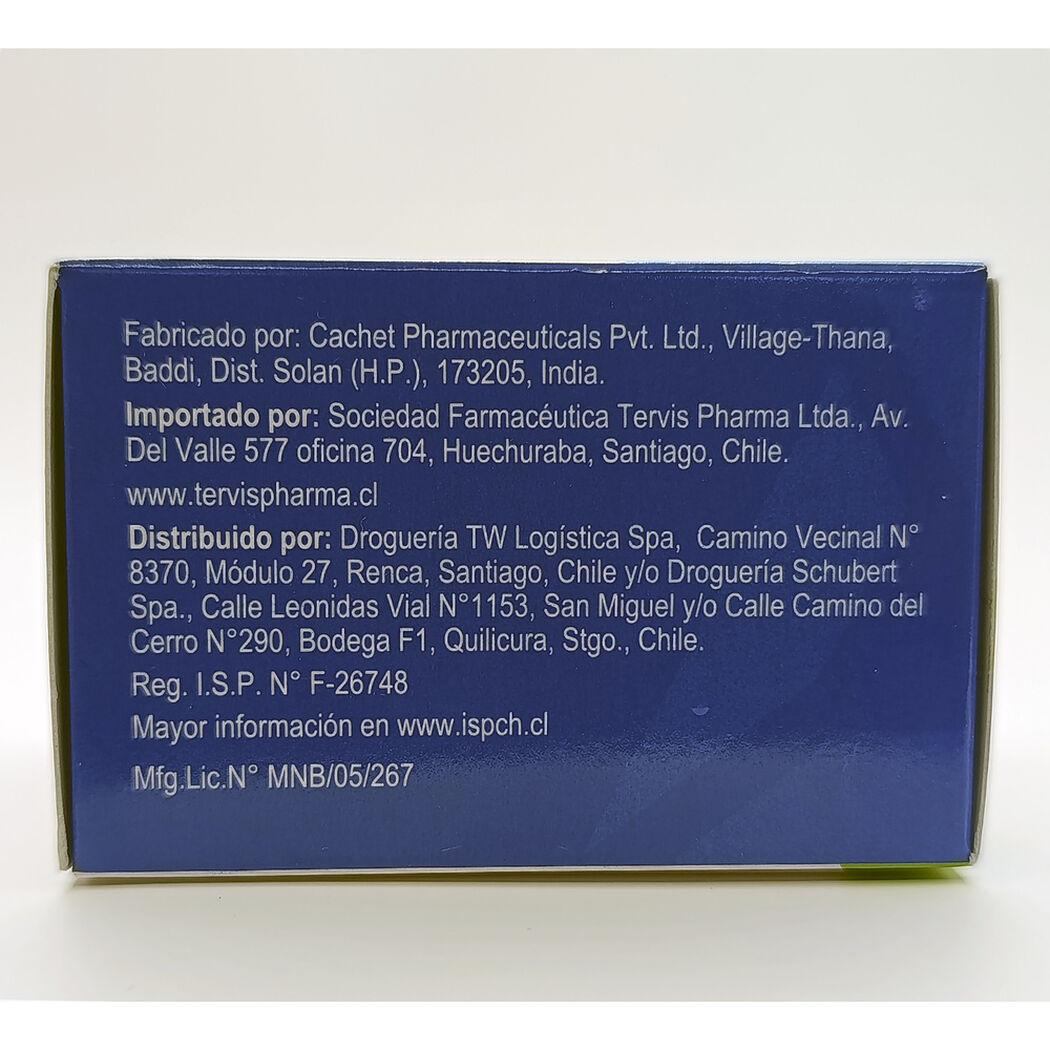 Fabricado por: Cachet Pharmaceuticals Pvt. Ltd., Village-Thana,
Baddi, Dist. Solan (H.P.), 173205, India.
Importado por: Sociedad Farmacéutica Tervis Pharma Ltda., Av.
Del Valle 577 oficina 704, Huechuraba, Santiago, Chile.
www.tervispharma.cl
Distribuido por: Droguería TW Logística Spa, Camino Vecinal N°
8370, Módulo 27, Renca, Santiago, Chile y/o Droguería Schubert
Spa., Calle Leonidas Vial N°1153, San Miguel y/o Calle Camino del
Cerro N°290, Bodega F1, Quilicura, Stgo., Chile.
Reg. I.S.P. N° F-26748
Mayor información en www.ispch.cl
Mfg.Lic.N° MNB/05/267